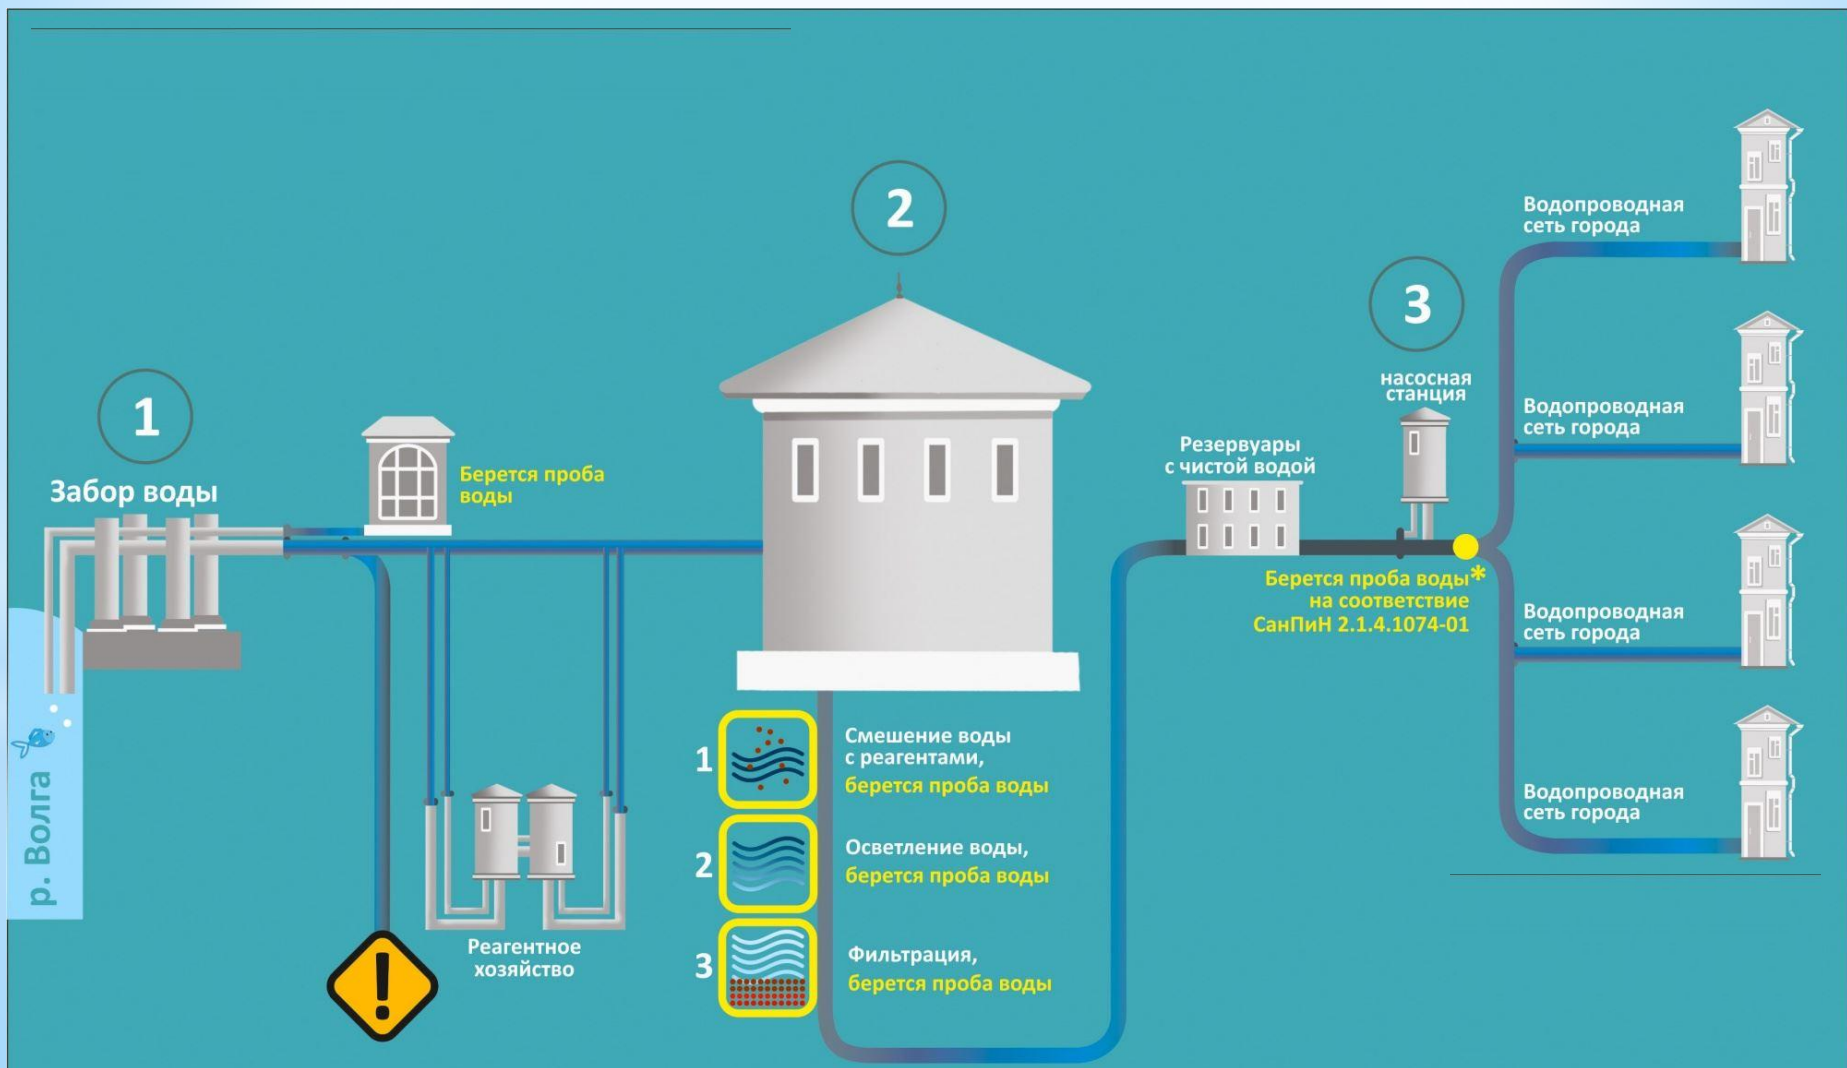 1
Забор воды
р. Волга
Берется проба
воды
Реагентное
хозяйство
!
2
1
Смешение воды
с реагентами,
берется проба воды
2
Осветление воды,
берется проба воды
3
Фильтрация,
берется проба воды
Резервуары
с чистой водой
3
насосная
станция
Берется проба воды*
на соответствие
СанПиН 2.1.4.1074-01
Водопроводная
сеть города
Водопроводная
сеть города
Водопроводная
сеть города
Водопроводная
сеть города